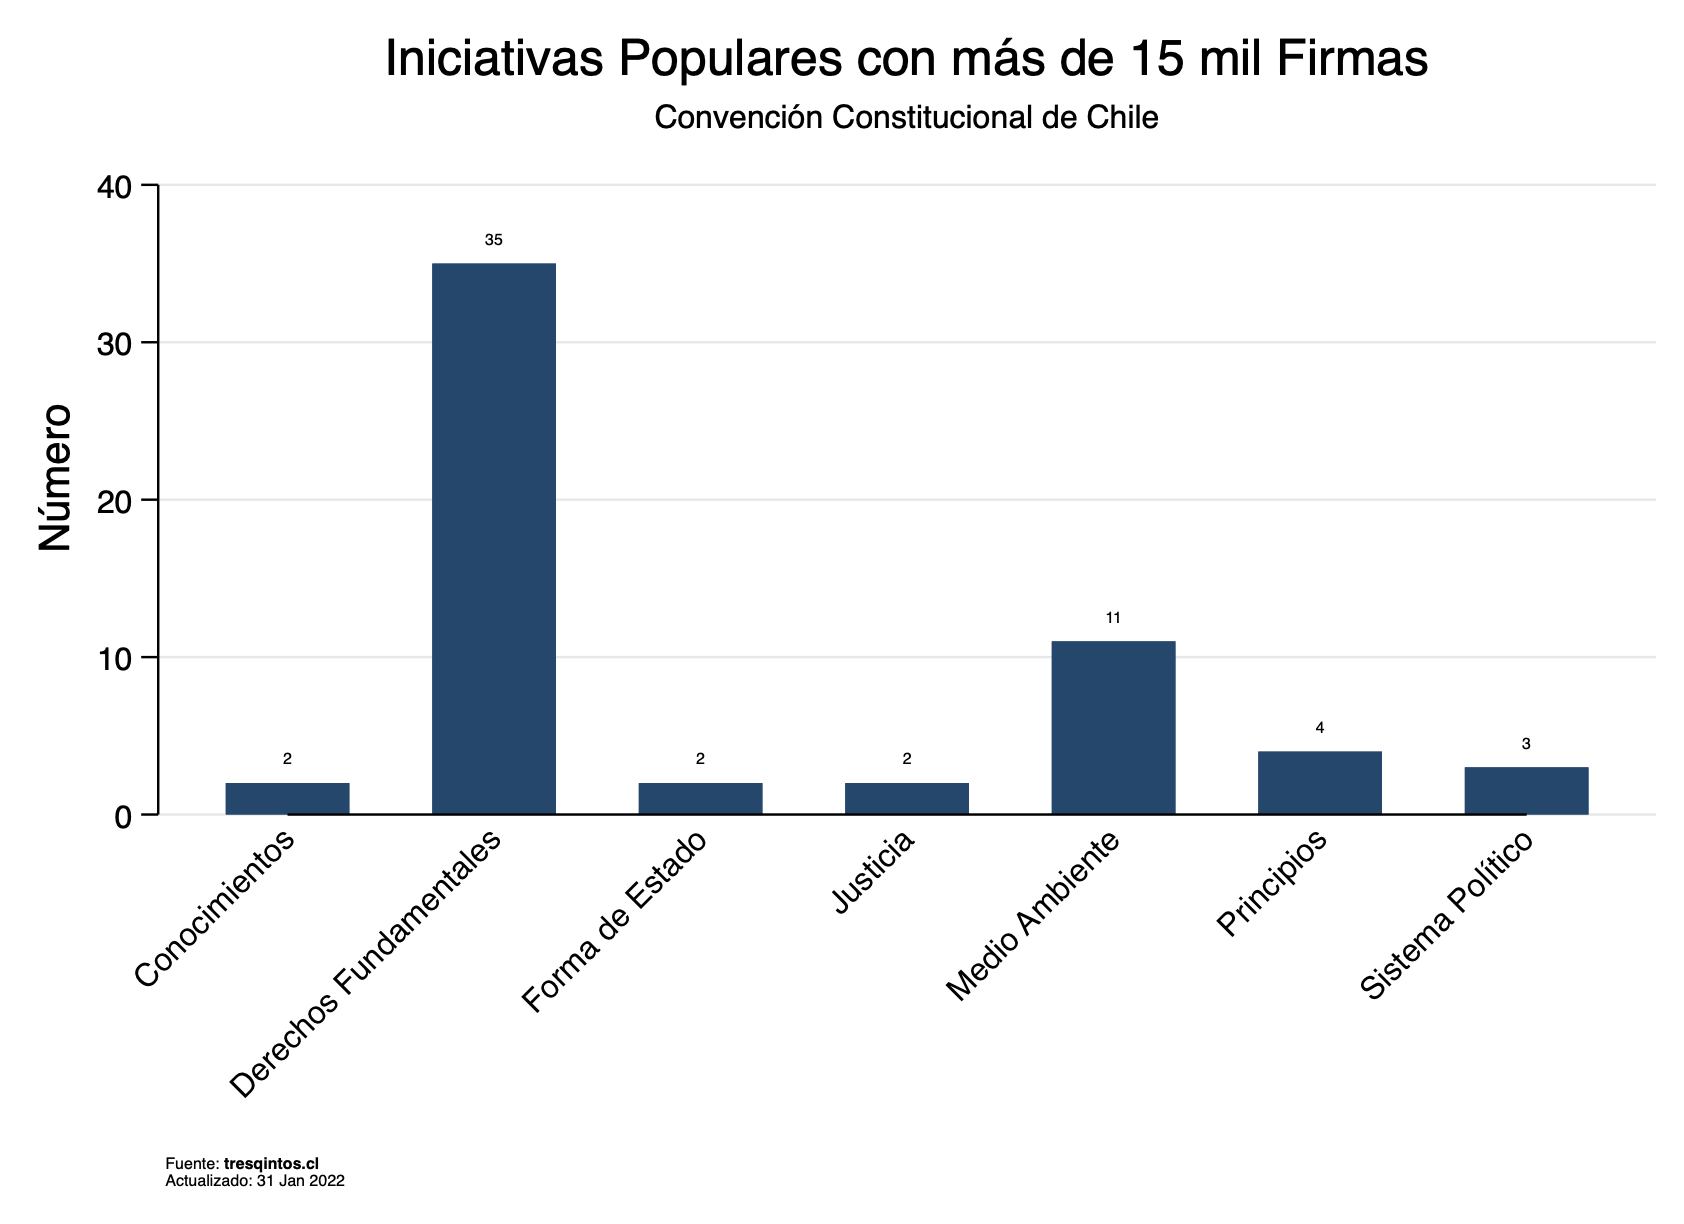 Iniciativas Populares con más de 15 mil Firmas
Convención Constitucional de Chile
Número
40
30
20
10
0
2
35
2
2
11
4
3
Conocimientos
Derechos Fundamentales
Forma de Estado
Justicia
Medio Ambiente
Principios
Sistema Político
Fuente: tresqintos.cl
Actualizado: 31 Jan 2022